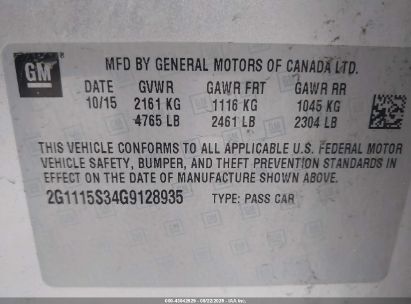 GM
MFD BY GENERAL MOTORS OF CANADA LTD.
DATE GVWR GAWR FRT GAWR RR
10/15 2161 KG 1116 KG 1045 KG
4765 LB 2461 LB 2304 LB
THIS VEHICLE CONFORMS TO ALL APPLICABLE U.S. FEDERAL MOTOR
VEHICLE SAFETY, BUMPER, AND THEFT PREVENTION STANDARDS IN
EFFECT ON THE DATE OF MANUFACTURE SHOWN ABOVE.
2G1115S34G9128935 TYPE: PASS CAR